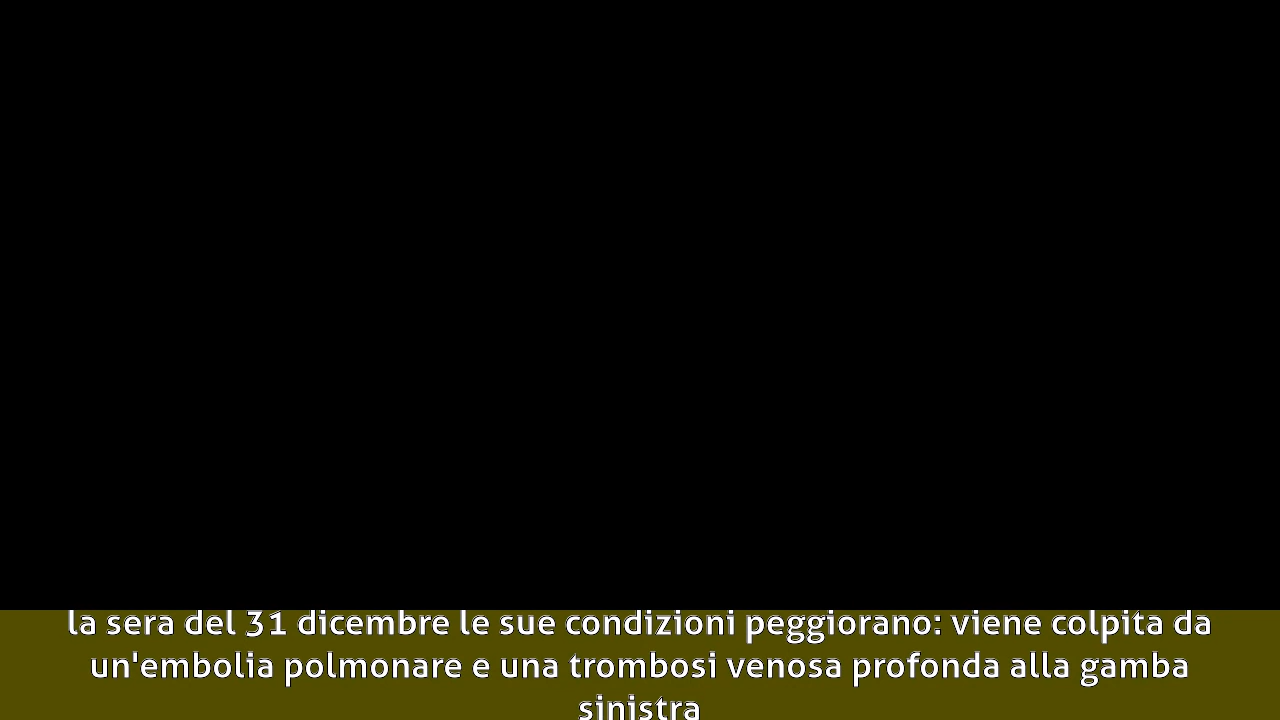 la sera del 31 dicembre le sue condizioni peggiorano: viene colpita da
un'embolia polmonare e una trombosi venosa profonda alla gamba
sinistra